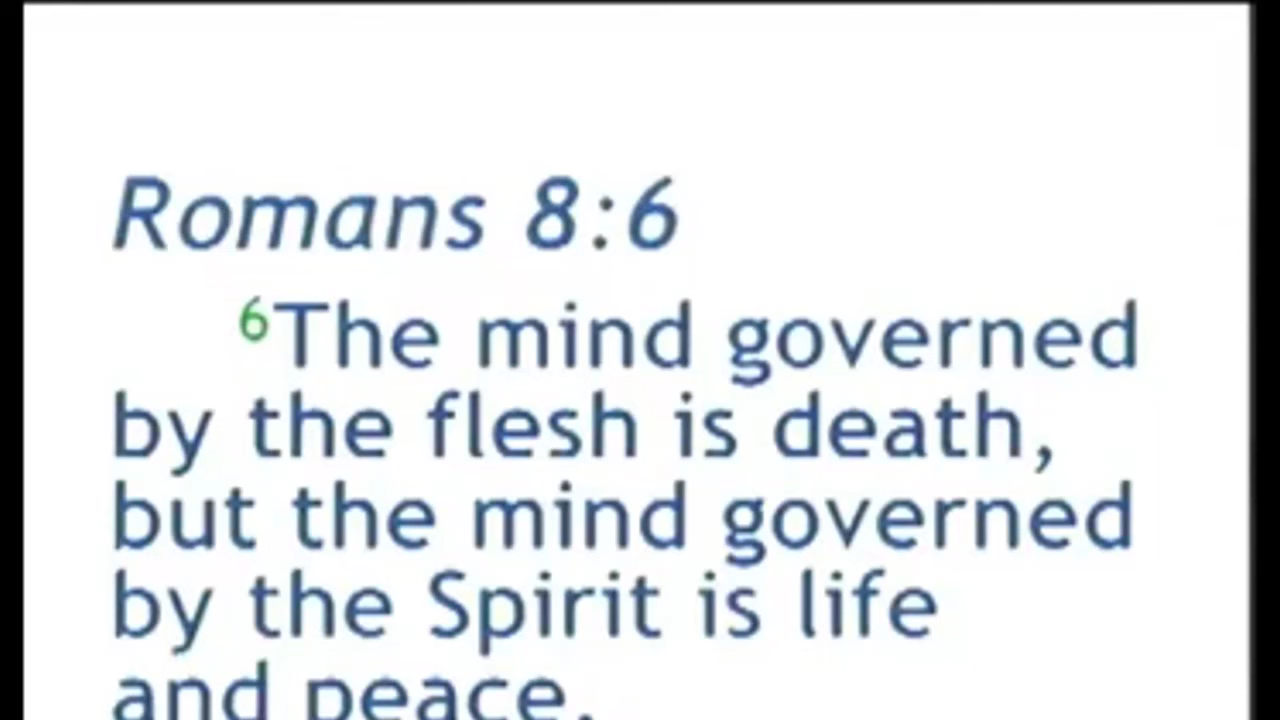 Romans 8:6
⁶The mind governed
by the flesh is death,
but the mind governed
by the Spirit is life
and peace.